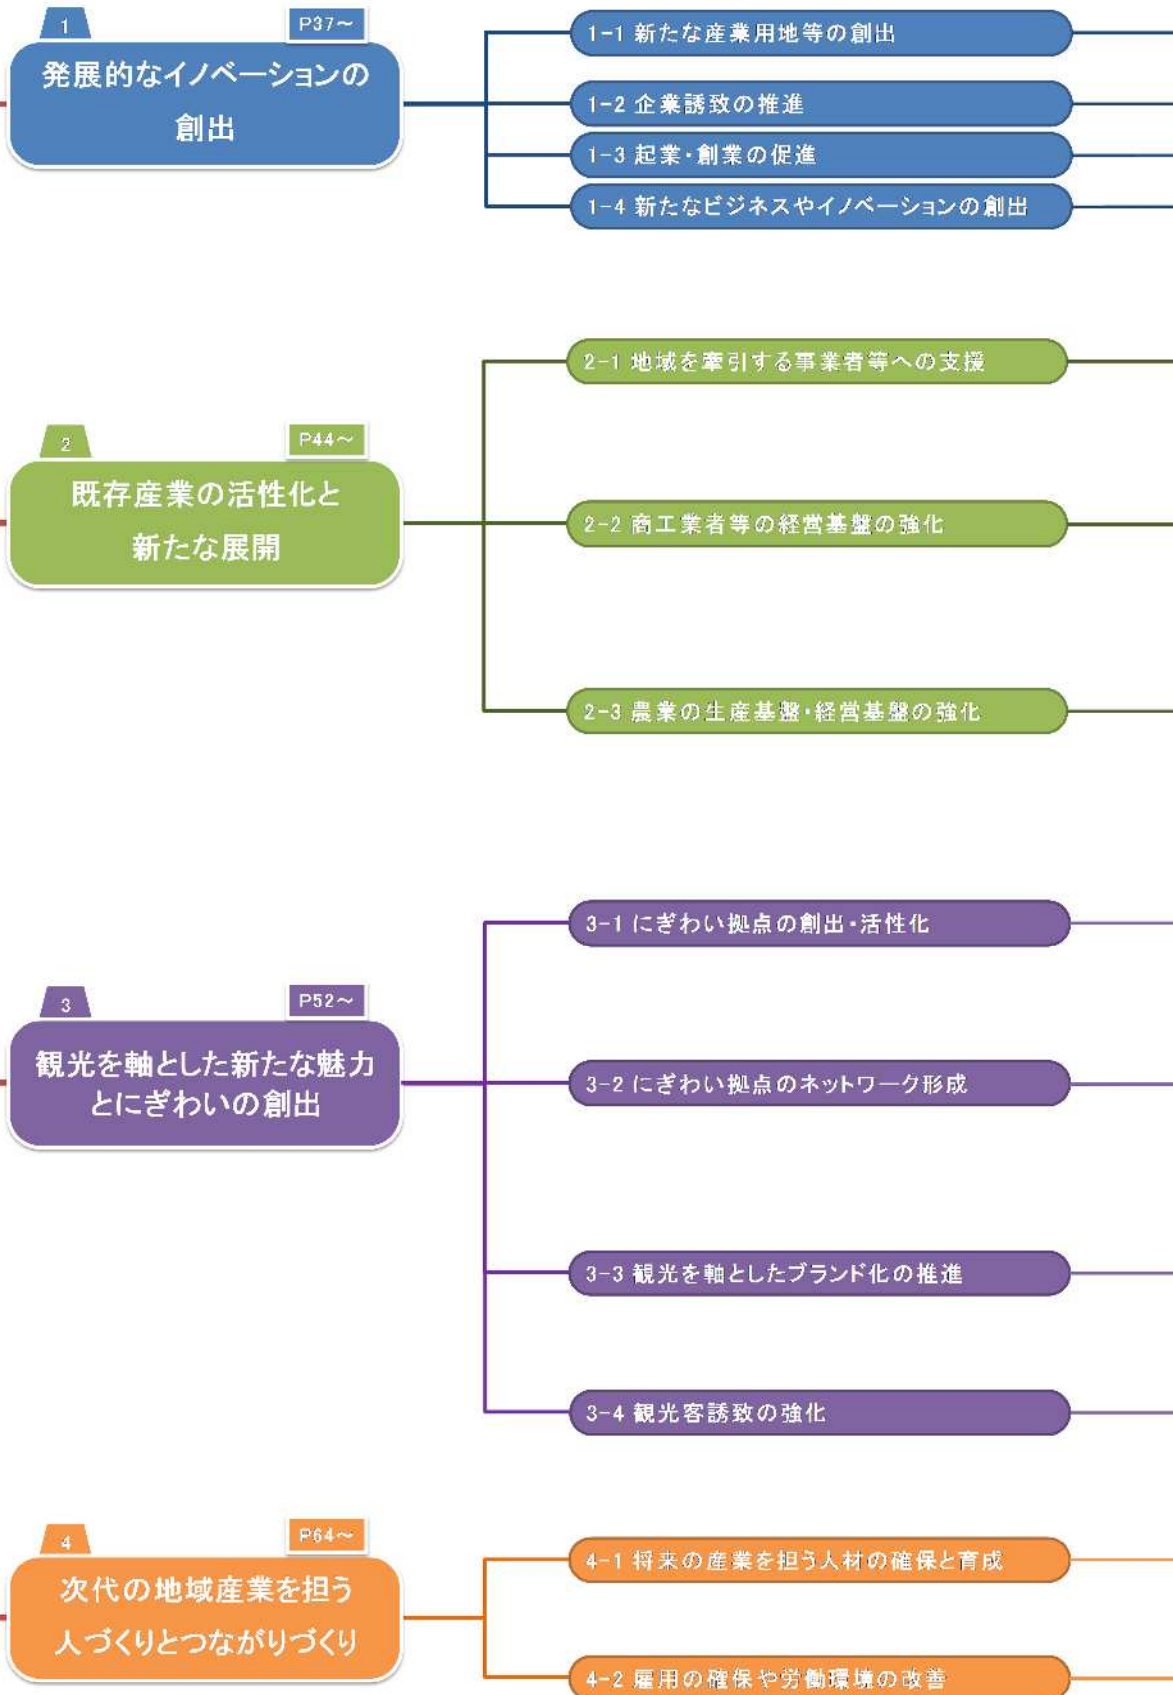 1
P37～
発展的なイノベーションの
創出
1-1 新たな産業用地等の創出
1-2 企業誘致の推進
1-3 起業・創業の促進
1-4 新たなビジネスやイノベーションの創出
2
P44～
既存産業の活性化と
新たな展開
2-1 地域を牽引する事業者等への支援
2-2 商工業者等の経営基盤の強化
2-3 農業の生産基盤・経営基盤の強化
3
P52～
観光を軸とした新たな魅力
とにぎわいの創出
3-1 にぎわい拠点の創出・活性化
3-2 にぎわい拠点のネットワーク形成
3-3 観光を軸としたブランド化の推進
3-4 観光客誘致の強化
4
P64～
次代の地域産業を担う
人づくりとつながりづくり
4-1 将来の産業を担う人材の確保と育成
4-2 雇用の確保や労働環境の改善